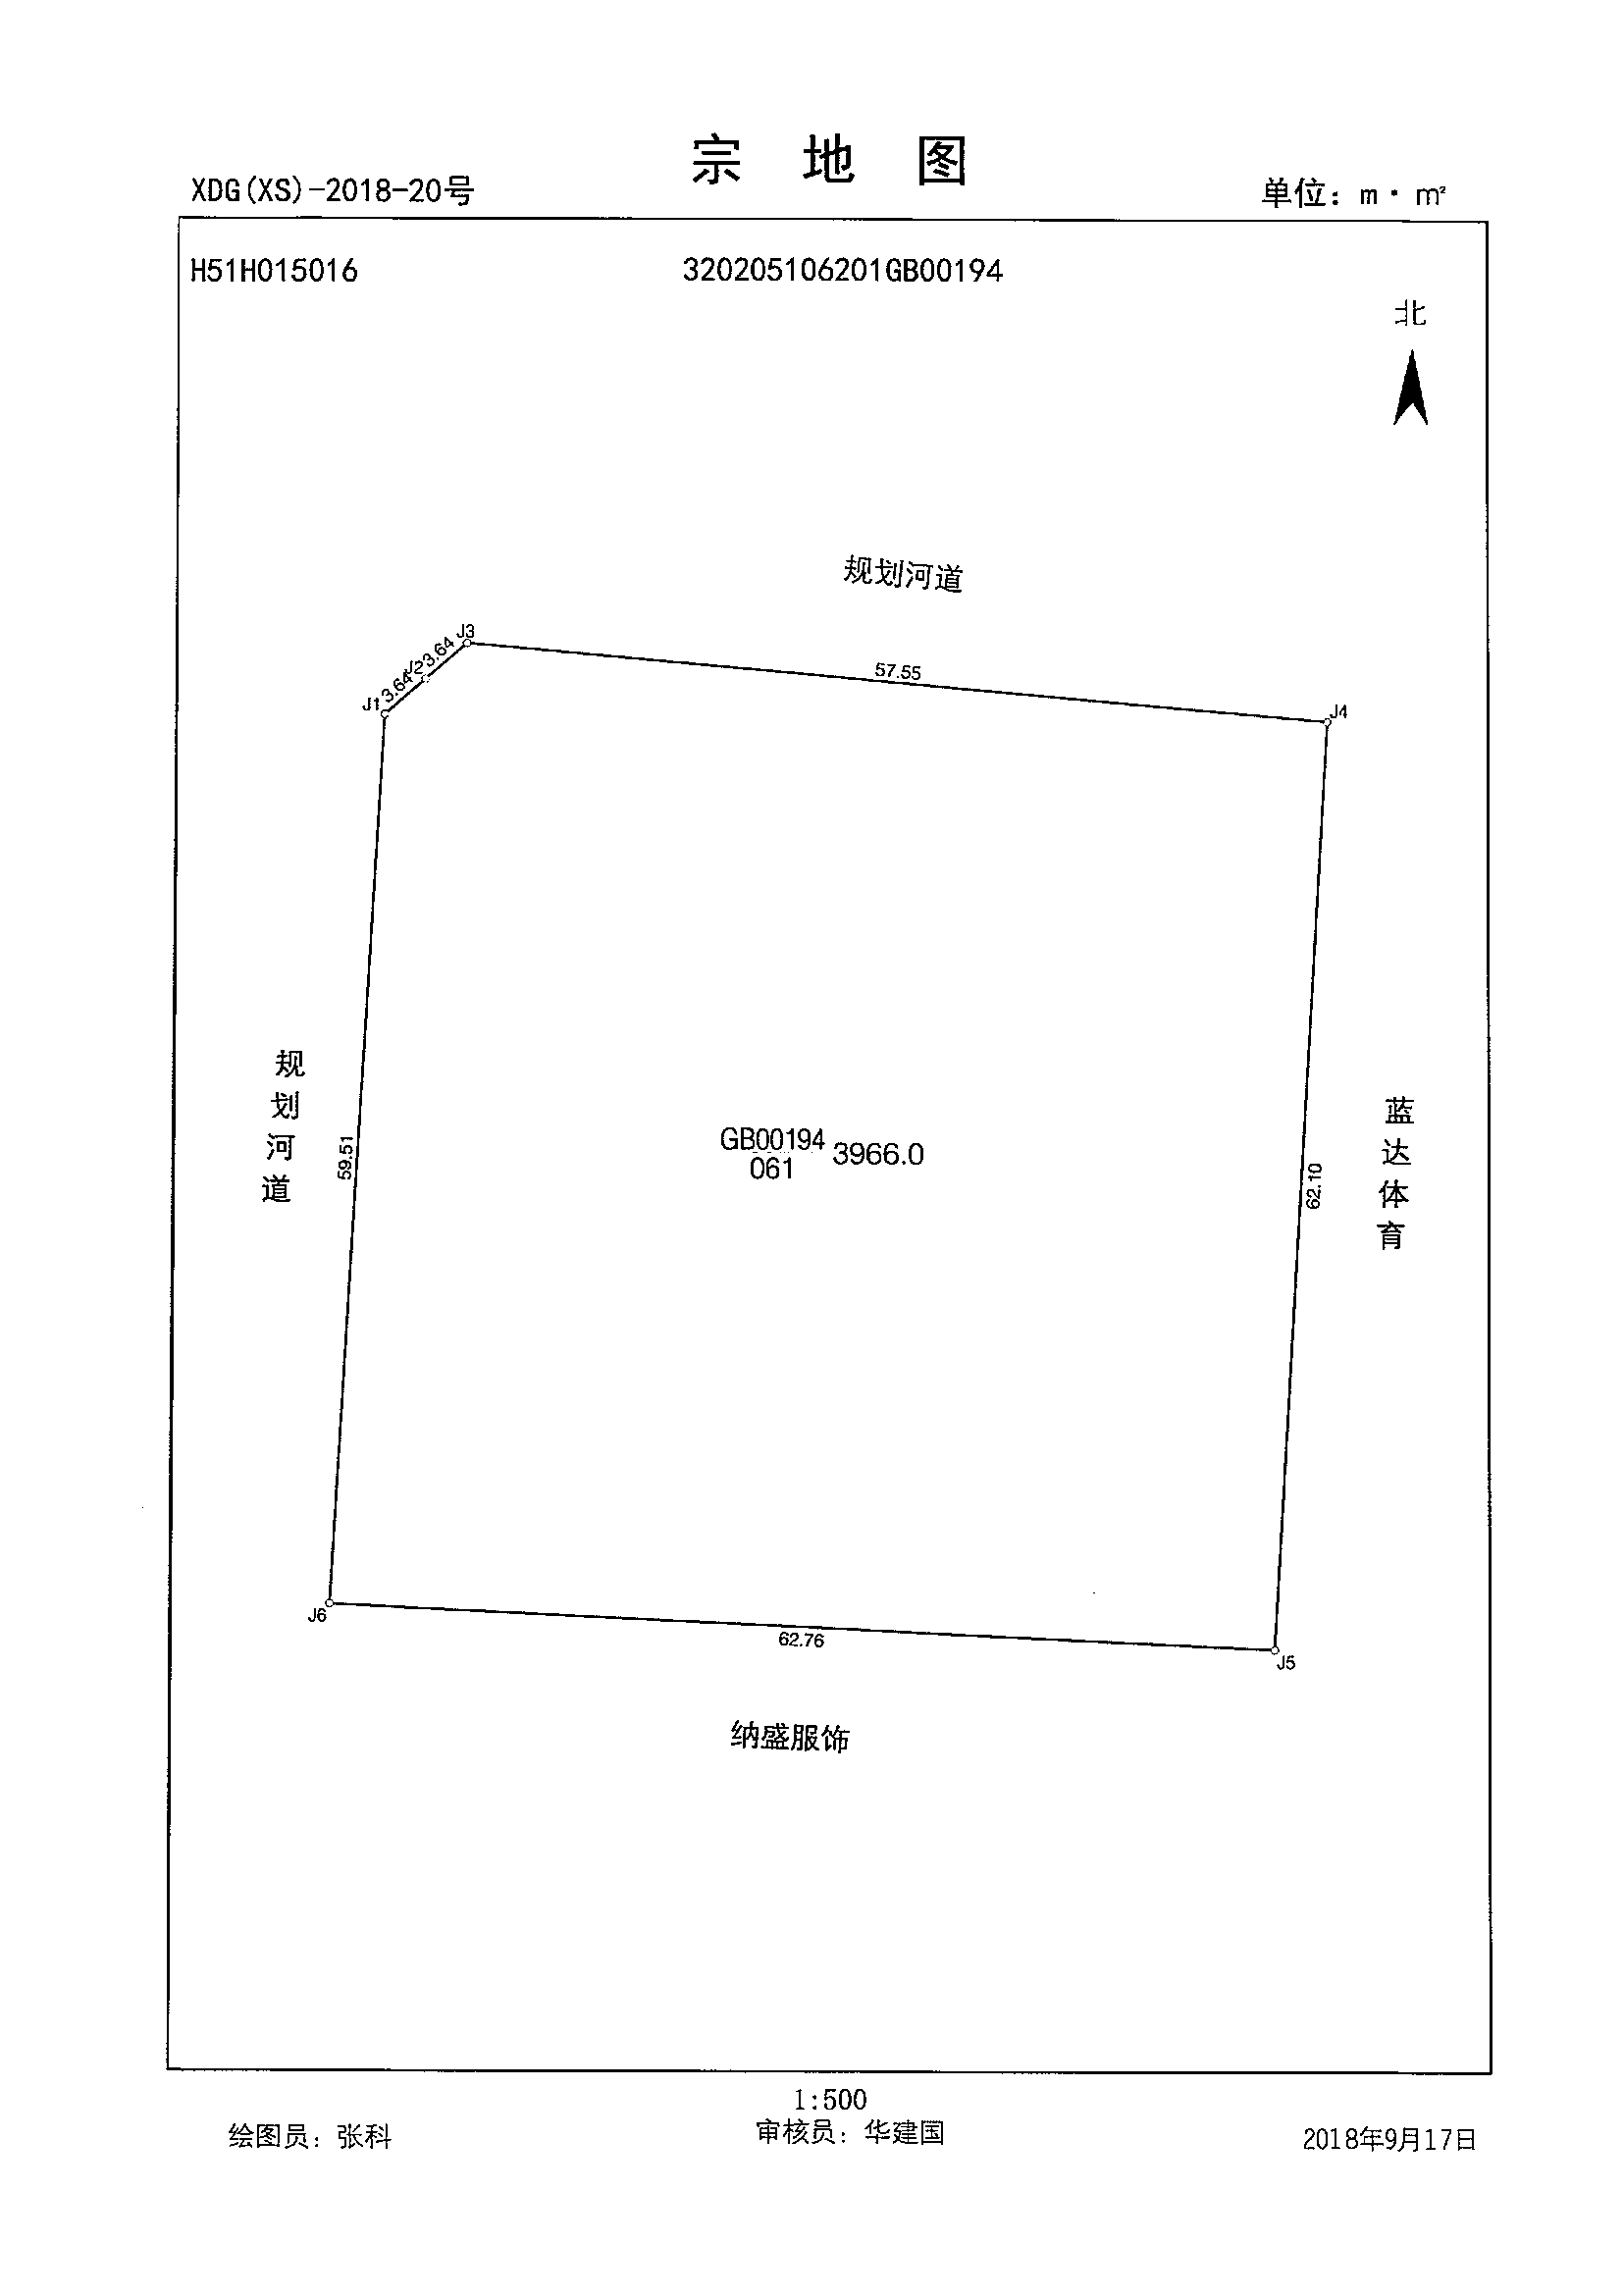 宗 地 图
XDG(XS)-2018-20号
单位：m·㎡
H51H015016
320205106201GB00194
北
规划河道
J3
3.64
J2
3.64
J1
57.55
J4
规划河道
59.51
GB00194
061
3966.0
62.10
蓝达体育
J6
62.76
J5
纳盛服饰
1:500
绘图员：张科
审核员：华建国
2018年9月17日